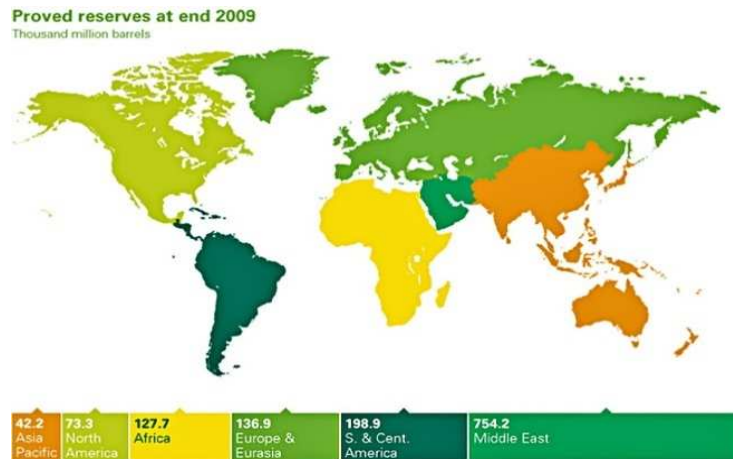 Proved reserves at end 2009
Thousand million barrels
42.2
Asia
Pacific
73.3
North
America
127.7
Africa
136.9
Europe &
Eurasia
198.9
S. & Cent.
America
754.2
Middle East